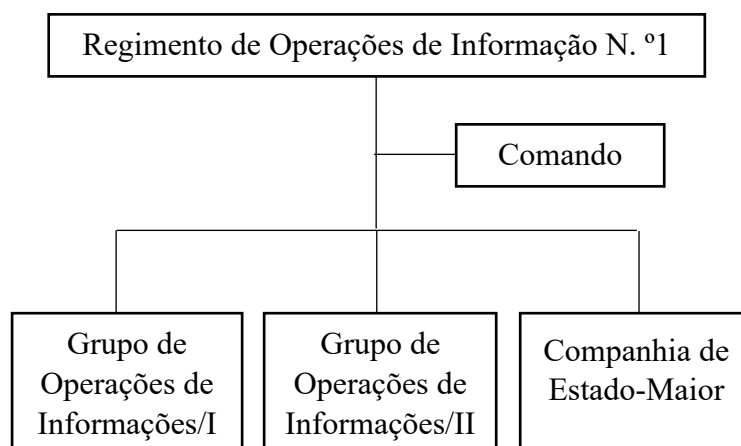 Regimento de Operações de Informação N. º1
Comando
Grupo de
Operações de
Informações/I
Grupo de
Operações de
Informações/II
Companhia de
Estado-Maior